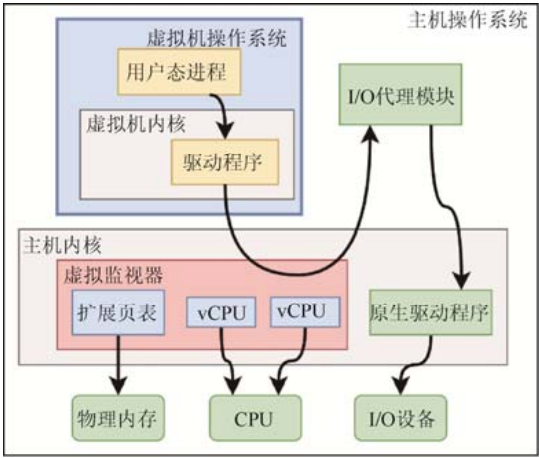 主机操作系统
虚拟机操作系统
用户态进程
I/O代理模块
虚拟机内核
驱动程序
主机内核
虚拟监视器
扩展页表
vCPU
vCPU
原生驱动程序
物理内存
CPU
I/O设备